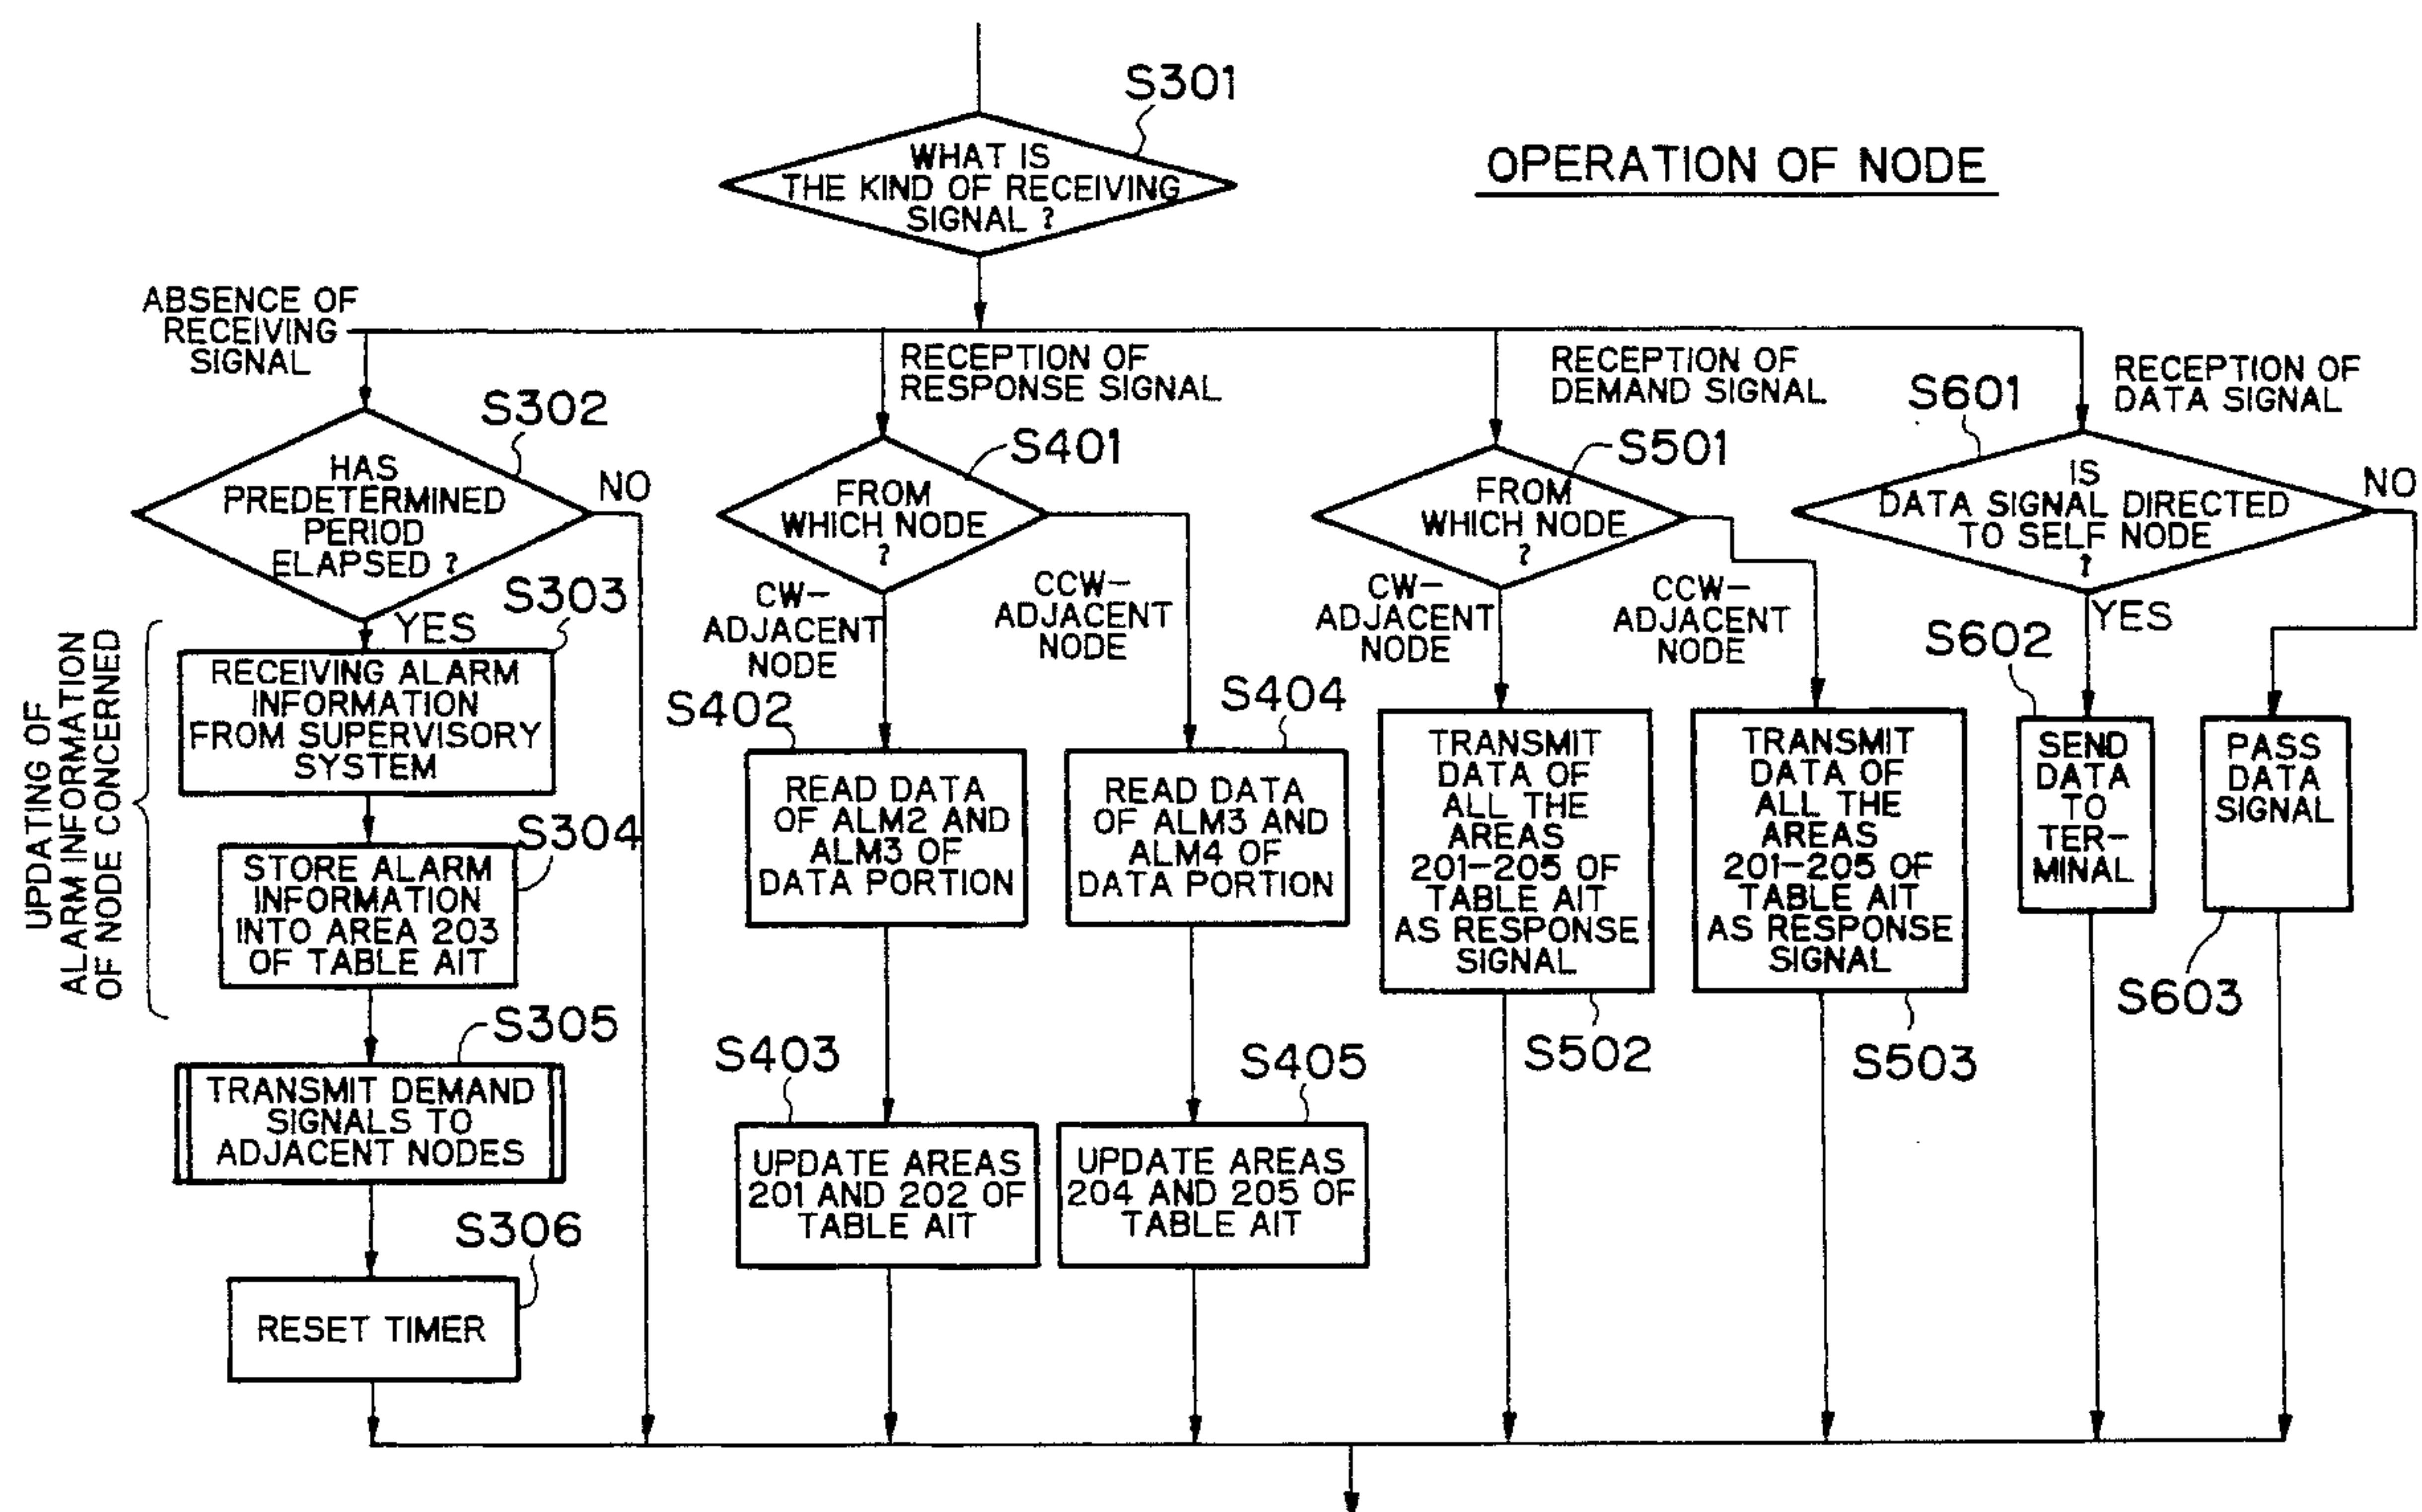 S301
WHAT IS
THE KIND OF RECEIVING
SIGNAL ?
OPERATION OF NODE
ABSENCE OF
RECEIVING
SIGNAL
RECEPTION OF
RESPONSE SIGNAL
RECEPTION OF
DEMAND SIGNAL
RECEPTION OF
DATA SIGNAL
S302
HAS
PREDETERMINED
PERIOD
ELAPSED ?
NO
YES
S401
FROM
WHICH NODE
?
CW-
ADJACENT
NODE
CCW-
ADJACENT
NODE
S501
FROM
WHICH NODE
?
CW-
ADJACENT
NODE
CCW-
ADJACENT
NODE
S601
IS
DATA SIGNAL DIRECTED
TO SELF NODE
?
NO
YES
UPDATING OF
ALARM INFORMATION
OF NODE CONCERNED
S303
RECEIVING ALARM
INFORMATION
FROM SUPERVISORY
SYSTEM
S304
STORE ALARM
INFORMATION
INTO AREA 203
OF TABLE AIT
S305
TRANSMIT DEMAND
SIGNALS TO
ADJACENT NODES
S306
RESET TIMER
S402
READ DATA
OF ALM2 AND
ALM3 OF
DATA PORTION
S403
UPDATE AREAS
201 AND 202 OF
TABLE AIT
S404
READ DATA
OF ALM3 AND
ALM4 OF
DATA PORTION
S405
UPDATE AREAS
204 AND 205 OF
TABLE AIT
TRANSMIT
DATA OF
ALL THE
AREAS
201-205 OF
TABLE AIT
AS RESPONSE
SIGNAL
S502
TRANSMIT
DATA OF
ALL THE
AREAS
201-205 OF
TABLE AIT
AS RESPONSE
SIGNAL
S503
S602
SEND
DATA
TO
TER-
MINAL
PASS
DATA
SIGNAL
S603